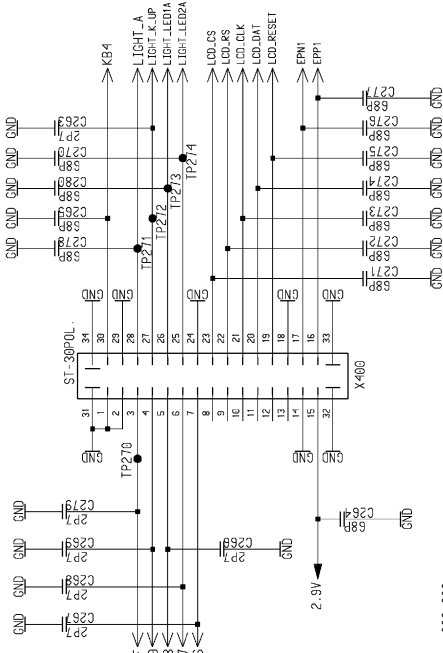 KB4
LIGHT_A
LIGHT_K_UP
LIGHT_LED1A
LIGHT_LED2A
LCD_CS
LCD_RS
LCD_CLK
LCD_DAT
LCD_RESET
EPN1
EPP1
GND C263 2P7
GND C270 68P
GND C280 68P
GND C265 68P
GND C278 68P
C277 68P GND
C276 68P GND
C275 68P GND
C274 68P GND
C273 68P GND
C272 68P GND
C271 68P GND
TP274
TP273
TP272
TP271
GND GND GND GND
ST-30POL.
34 30 29 28 27 26 25 24 23 22 21 20 19 18 17 16 33
X400
31 1 2 3 4 5 6 7 8 9 10 11 12 13 14 15 32
GND GND GND
TP270
GND C279 2P7
GND C269 2P7
GND C268 2P7
GND C267 2P7
C266 2P7 GND
C264 68P GND
2.9V